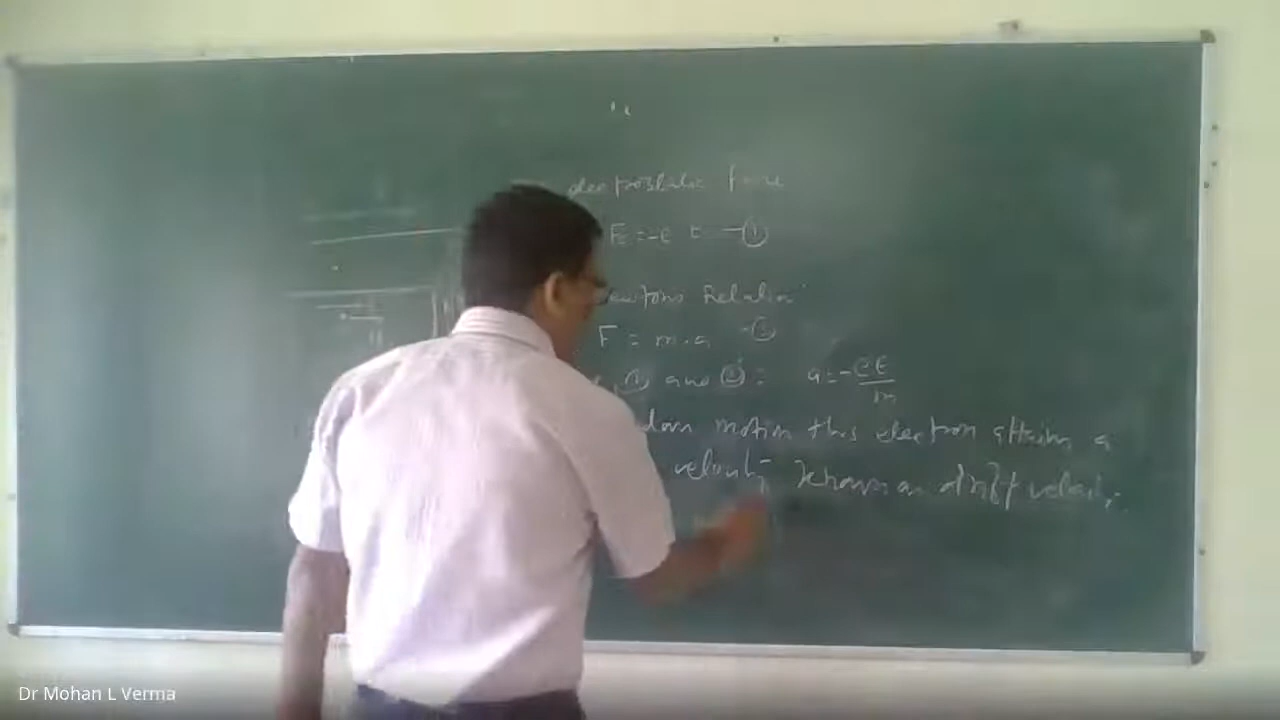 electrostatic force
F = -e E — ①
Newtons Relation
F = m.a — ②
① and ② : a = -eE/m
motion this electron attains a
velocity known as drift velocity.
Dr Mohan L Verma